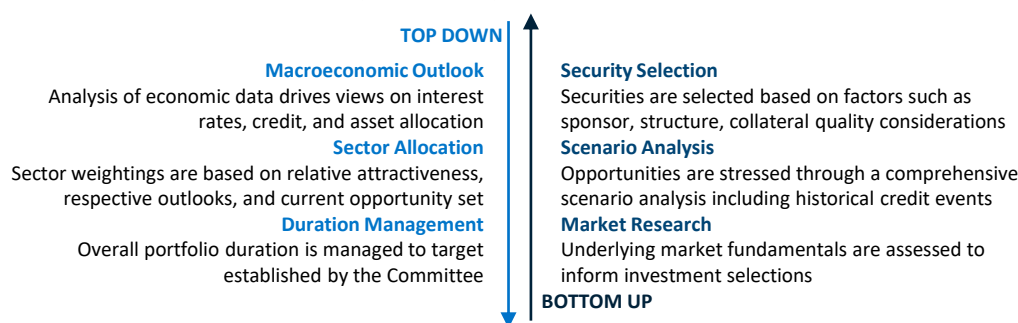 TOP DOWN
Macroeconomic Outlook
Analysis of economic data drives views on interest
rates, credit, and asset allocation
Sector Allocation
Sector weightings are based on relative attractiveness,
respective outlooks, and current opportunity set
Duration Management
Overall portfolio duration is managed to target
established by the Committee
Security Selection
Securities are selected based on factors such as
sponsor, structure, collateral quality considerations
Scenario Analysis
Opportunities are stressed through a comprehensive
scenario analysis including historical credit events
Market Research
Underlying market fundamentals are assessed to
inform investment selections
BOTTOM UP